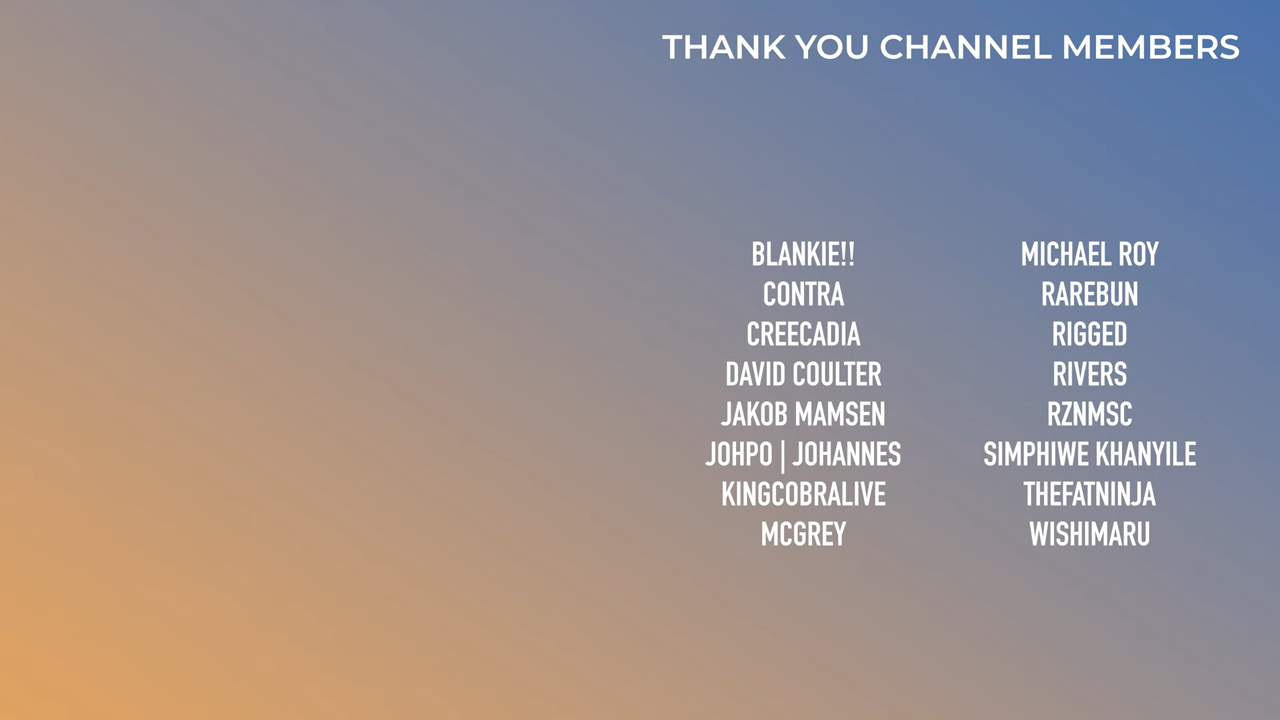 THANK YOU CHANNEL MEMBERS
BLANKIE!!
CONTRA
CREECADIA
DAVID COULTER
JAKOB MAMSEN
JOHPO | JOHANNES
KINGCOBRALIVE
MCGREY
MICHAEL ROY
RAREBUN
RIGGED
RIVERS
RZNMSC
SIMPHIWE KHANYILE
THEFATNINJA
WISHIMARU